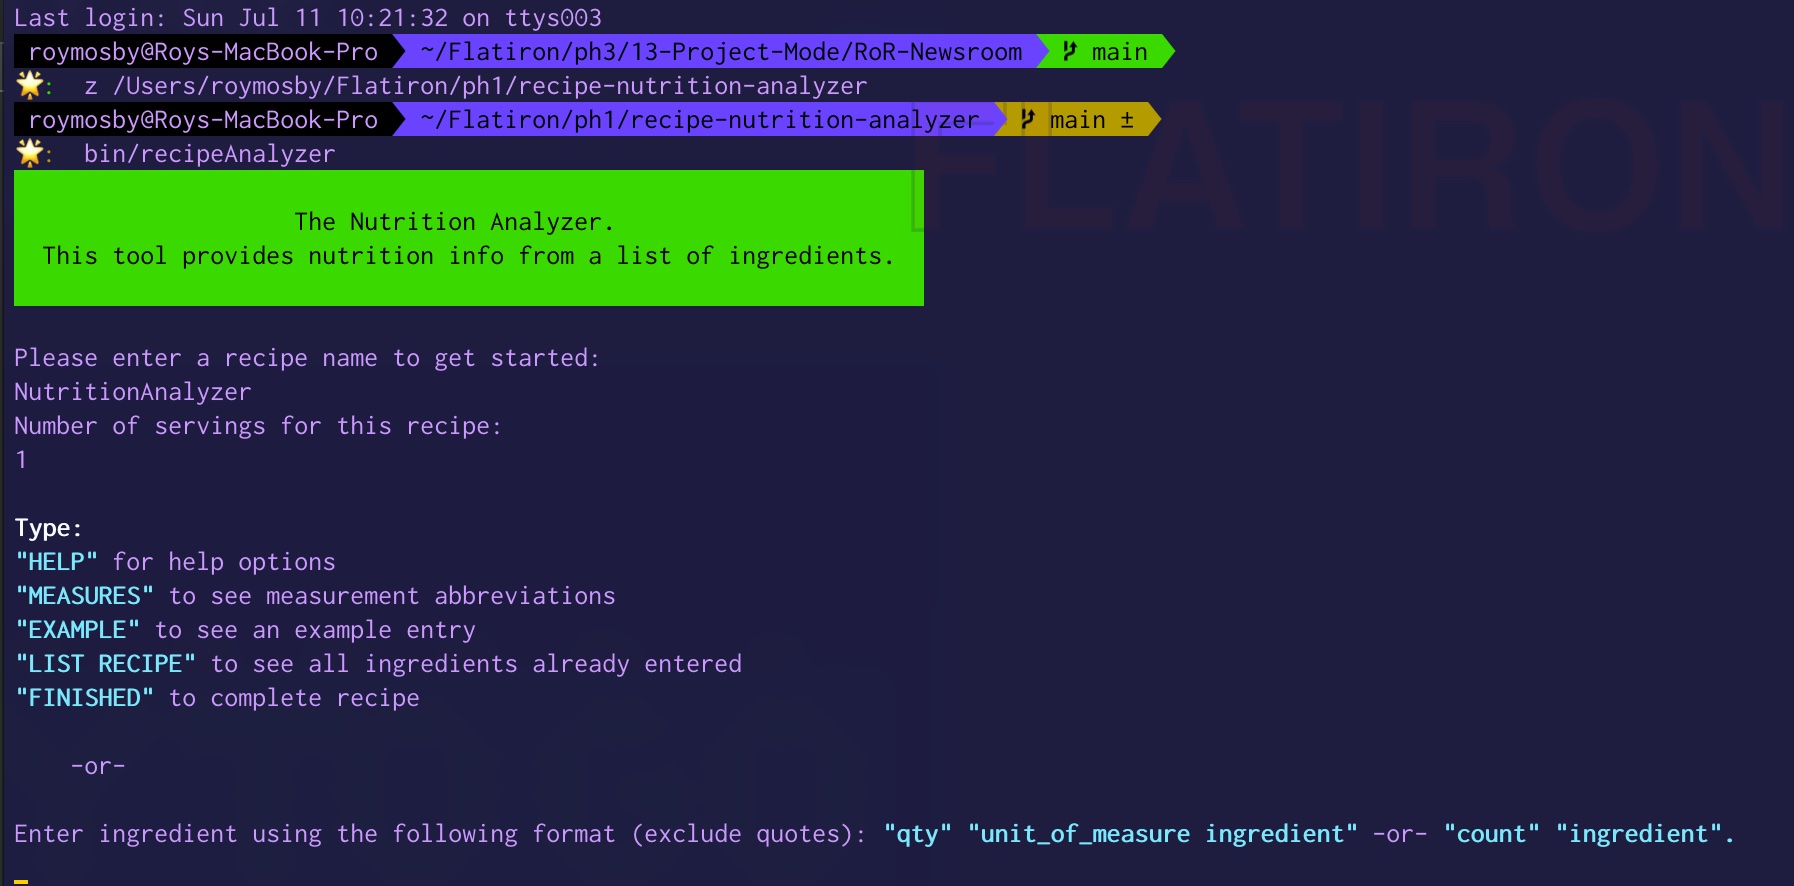 Last login: Sun Jul 11 10:21:32 on ttys003
roymosby@Roys-MacBook-Pro ~/Flatiron/ph3/13-Project-Mode/RoR-Newsroom main
🌟: z /Users/roymosby/Flatiron/ph1/recipe-nutrition-analyzer
roymosby@Roys-MacBook-Pro ~/Flatiron/ph1/recipe-nutrition-analyzer main ±
🌟: bin/recipeAnalyzer
FLATIRON
The Nutrition Analyzer.
This tool provides nutrition info from a list of ingredients.
Please enter a recipe name to get started:
NutritionAnalyzer
Number of servings for this recipe:
1
Type:
"HELP" for help options
"MEASURES" to see measurement abbreviations
"EXAMPLE" to see an example entry
"LIST RECIPE" to see all ingredients already entered
"FINISHED" to complete recipe
-or-
Enter ingredient using the following format (exclude quotes): "qty" "unit_of_measure ingredient" -or- "count" "ingredient".